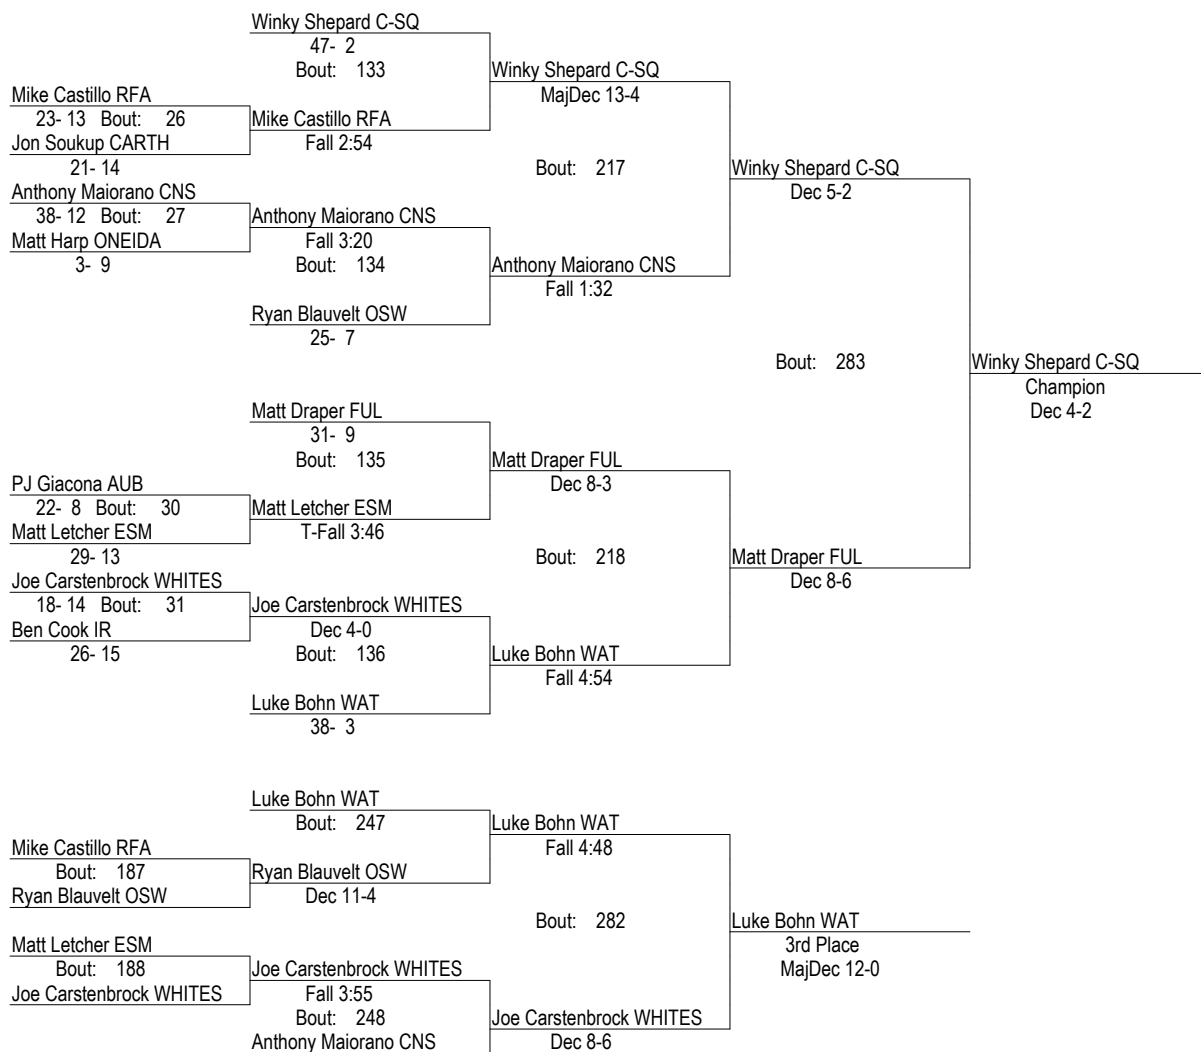 Winky Shepard C-SQ
47- 2
Bout: 133
Winky Shepard C-SQ
MajDec 13-4
Mike Castillo RFA
23- 13 Bout: 26
Mike Castillo RFA
Fall 2:54
Jon Soukup CARTH
21- 14
Bout: 217
Winky Shepard C-SQ
Dec 5-2
Anthony Maiorano CNS
38- 12 Bout: 27
Anthony Maiorano CNS
Fall 3:20
Matt Harp ONEIDA
3- 9
Bout: 134
Anthony Maiorano CNS
Fall 1:32
Ryan Blauvelt OSW
25- 7
Bout: 283
Winky Shepard C-SQ
Champion
Dec 4-2
Matt Draper FUL
31- 9
Bout: 135
Matt Draper FUL
Dec 8-3
PJ Giacona AUB
22- 8 Bout: 30
Matt Letcher ESM
T-Fall 3:46
Matt Letcher ESM
29- 13
Bout: 218
Matt Draper FUL
Dec 8-6
Joe Carstenbrock WHITES
18- 14 Bout: 31
Joe Carstenbrock WHITES
Dec 4-0
Ben Cook IR
26- 15
Bout: 136
Luke Bohn WAT
Fall 4:54
Luke Bohn WAT
38- 3
Luke Bohn WAT
Bout: 247
Luke Bohn WAT
Fall 4:48
Mike Castillo RFA
Bout: 187
Ryan Blauvelt OSW
Dec 11-4
Ryan Blauvelt OSW
Bout: 282
Luke Bohn WAT
3rd Place
MajDec 12-0
Matt Letcher ESM
Bout: 188
Joe Carstenbrock WHITES
Fall 3:55
Joe Carstenbrock WHITES
Bout: 248
Joe Carstenbrock WHITES
Dec 8-6
Anthony Maiorano CNS